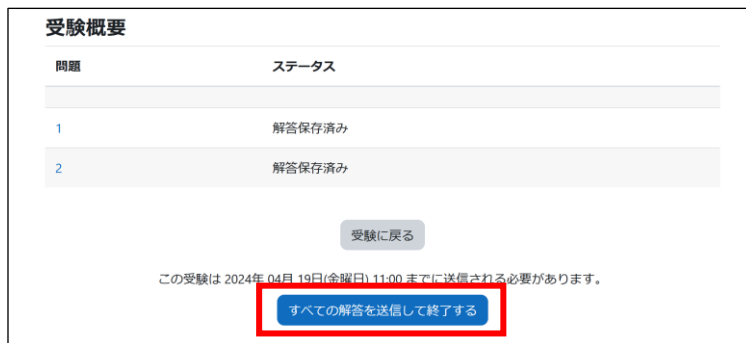 受験概要
問題 ステータス
1 解答保存済み
2 解答保存済み
受験に戻る
この受験は 2024年 04月 19日(金曜日) 11:00 までに送信される必要があります。
すべての解答を送信して終了する